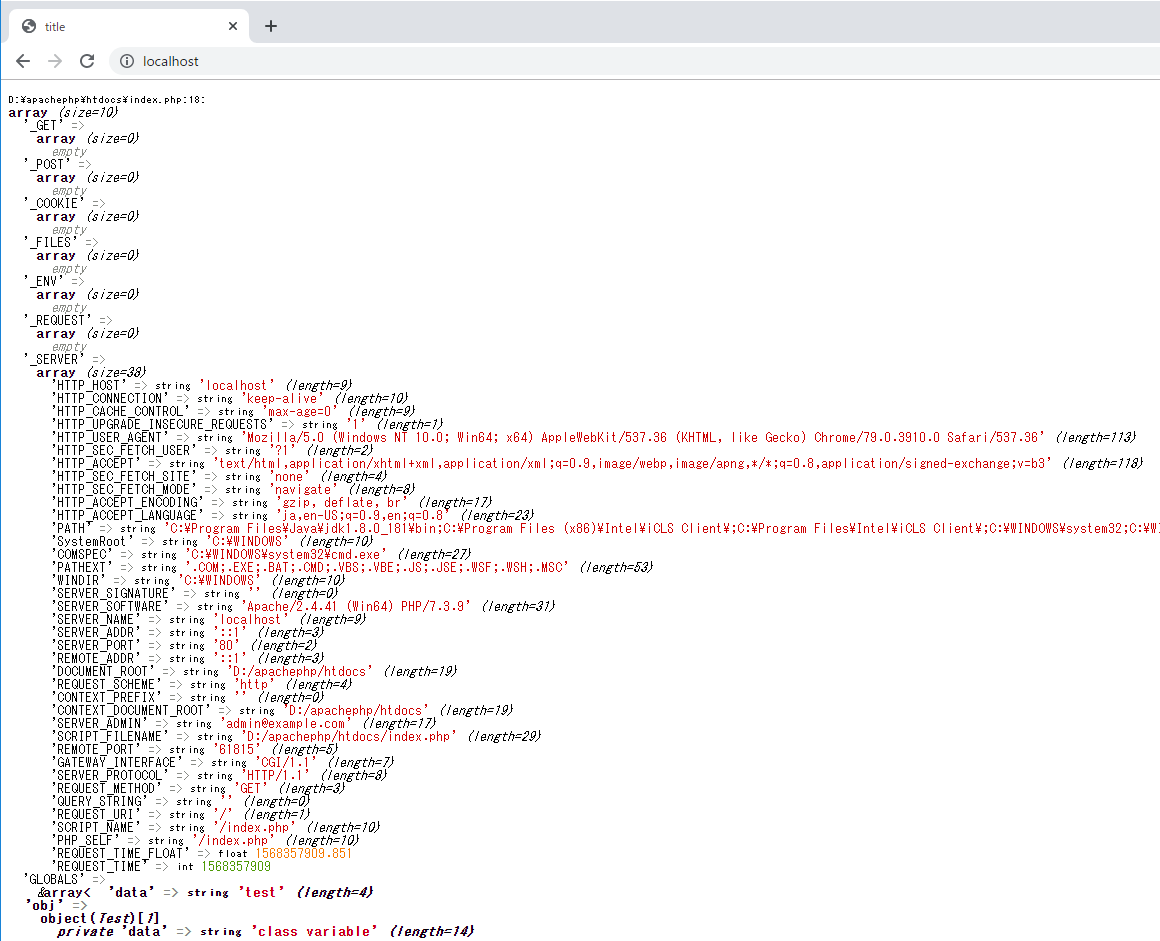 title
localhost
D:¥apachephp¥htdocs¥index.php:18:
array (size=10)
'_GET' =>
array (size=0)
empty
'_POST' =>
array (size=0)
empty
'_COOKIE' =>
array (size=0)
empty
'_FILES' =>
array (size=0)
empty
'_ENV' =>
array (size=0)
empty
'_REQUEST' =>
array (size=0)
empty
'_SERVER' =>
array (size=38)
'HTTP_HOST' => string 'localhost' (length=9)
'HTTP_CONNECTION' => string 'keep-alive' (length=10)
'HTTP_CACHE_CONTROL' => string 'max-age=0' (length=9)
'HTTP_UPGRADE_INSECURE_REQUESTS' => string '1' (length=1)
'HTTP_USER_AGENT' => string 'Mozilla/5.0 (Windows NT 10.0; Win64; x64) AppleWebKit/537.36 (KHTML, like Gecko) Chrome/79.0.3910.0 Safari/537.36' (length=113)
'HTTP_SEC_FETCH_USER' => string '?1' (length=2)
'HTTP_ACCEPT' => string 'text/html,application/xhtml+xml,application/xml;q=0.9,image/webp,image/apng,*/*;q=0.8,application/signed-exchange;v=b3' (length=118)
'HTTP_SEC_FETCH_SITE' => string 'none' (length=4)
'HTTP_SEC_FETCH_MODE' => string 'navigate' (length=8)
'HTTP_ACCEPT_ENCODING' => string 'gzip, deflate, br' (length=17)
'HTTP_ACCEPT_LANGUAGE' => string 'ja,en-US;q=0.9,en;q=0.8' (length=23)
'PATH' => string 'C:¥Program Files¥Java¥jdk1.8.0_181¥bin;C:¥Program Files (x86)¥Intel¥iCLS Client¥;C:¥Program Files¥Intel¥iCLS Client¥;C:¥WINDOWS¥system32;C:¥WI
'SystemRoot' => string 'C:¥WINDOWS' (length=10)
'COMSPEC' => string 'C:¥WINDOWS¥system32¥cmd.exe' (length=27)
'PATHEXT' => string '.COM;.EXE;.BAT;.CMD;.VBS;.VBE;.JS;.JSE;.WSF;.WSH;.MSC' (length=53)
'WINDIR' => string 'C:¥WINDOWS' (length=10)
'SERVER_SIGNATURE' => string '' (length=0)
'SERVER_SOFTWARE' => string 'Apache/2.4.41 (Win64) PHP/7.3.9' (length=31)
'SERVER_NAME' => string 'localhost' (length=9)
'SERVER_ADDR' => string '::1' (length=3)
'SERVER_PORT' => string '80' (length=2)
'REMOTE_ADDR' => string '::1' (length=3)
'DOCUMENT_ROOT' => string 'D:/apachephp/htdocs' (length=19)
'REQUEST_SCHEME' => string 'http' (length=4)
'CONTEXT_PREFIX' => string '' (length=0)
'CONTEXT_DOCUMENT_ROOT' => string 'D:/apachephp/htdocs' (length=19)
'SERVER_ADMIN' => string 'admin@example.com' (length=17)
'SCRIPT_FILENAME' => string 'D:/apachephp/htdocs/index.php' (length=29)
'REMOTE_PORT' => string '61815' (length=5)
'GATEWAY_INTERFACE' => string 'CGI/1.1' (length=7)
'SERVER_PROTOCOL' => string 'HTTP/1.1' (length=8)
'REQUEST_METHOD' => string 'GET' (length=3)
'QUERY_STRING' => string '' (length=0)
'REQUEST_URI' => string '/' (length=1)
'SCRIPT_NAME' => string '/index.php' (length=10)
'PHP_SELF' => string '/index.php' (length=10)
'REQUEST_TIME_FLOAT' => float 1568357909.851
'REQUEST_TIME' => int 1568357909
'GLOBALS' =>
&array< 'data' => string 'test' (length=4)
'obj' =>
object(Test)[1]
private 'data' => string 'class variable' (length=14)